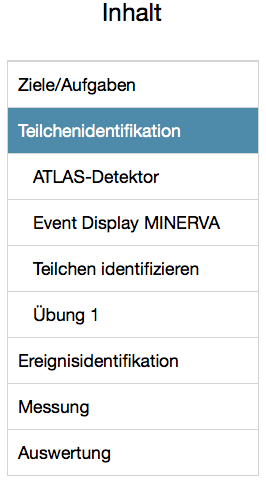 Inhalt
Ziele/Aufgaben
Teilchenidentifikation
ATLAS-Detektor
Event Display MINERVA
Teilchen identifizieren
Übung 1
Ereignisidentifikation
Messung
Auswertung